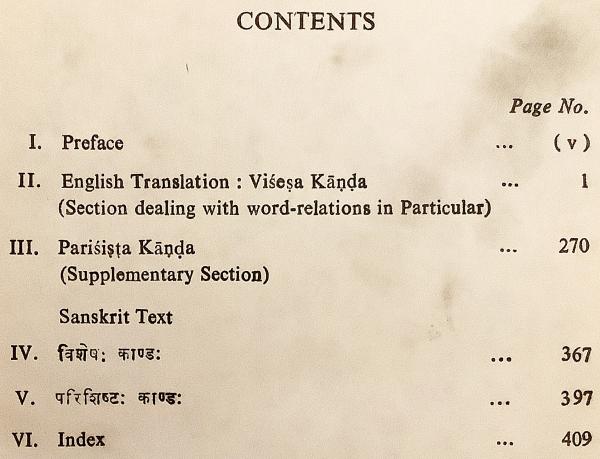 CONTENTS
Page No.
I. Preface ... ( v )
II. English Translation : Viśeṣa Kāṇḍa ... 1
(Section dealing with word-relations in Particular)
III. Pariśiṣṭa Kāṇḍa ... 270
(Supplementary Section)
Sanskrit Text
IV. विशेषः काण्डः ... 367
V. परिशिष्टः काण्डः ... 397
VI. Index ... 409